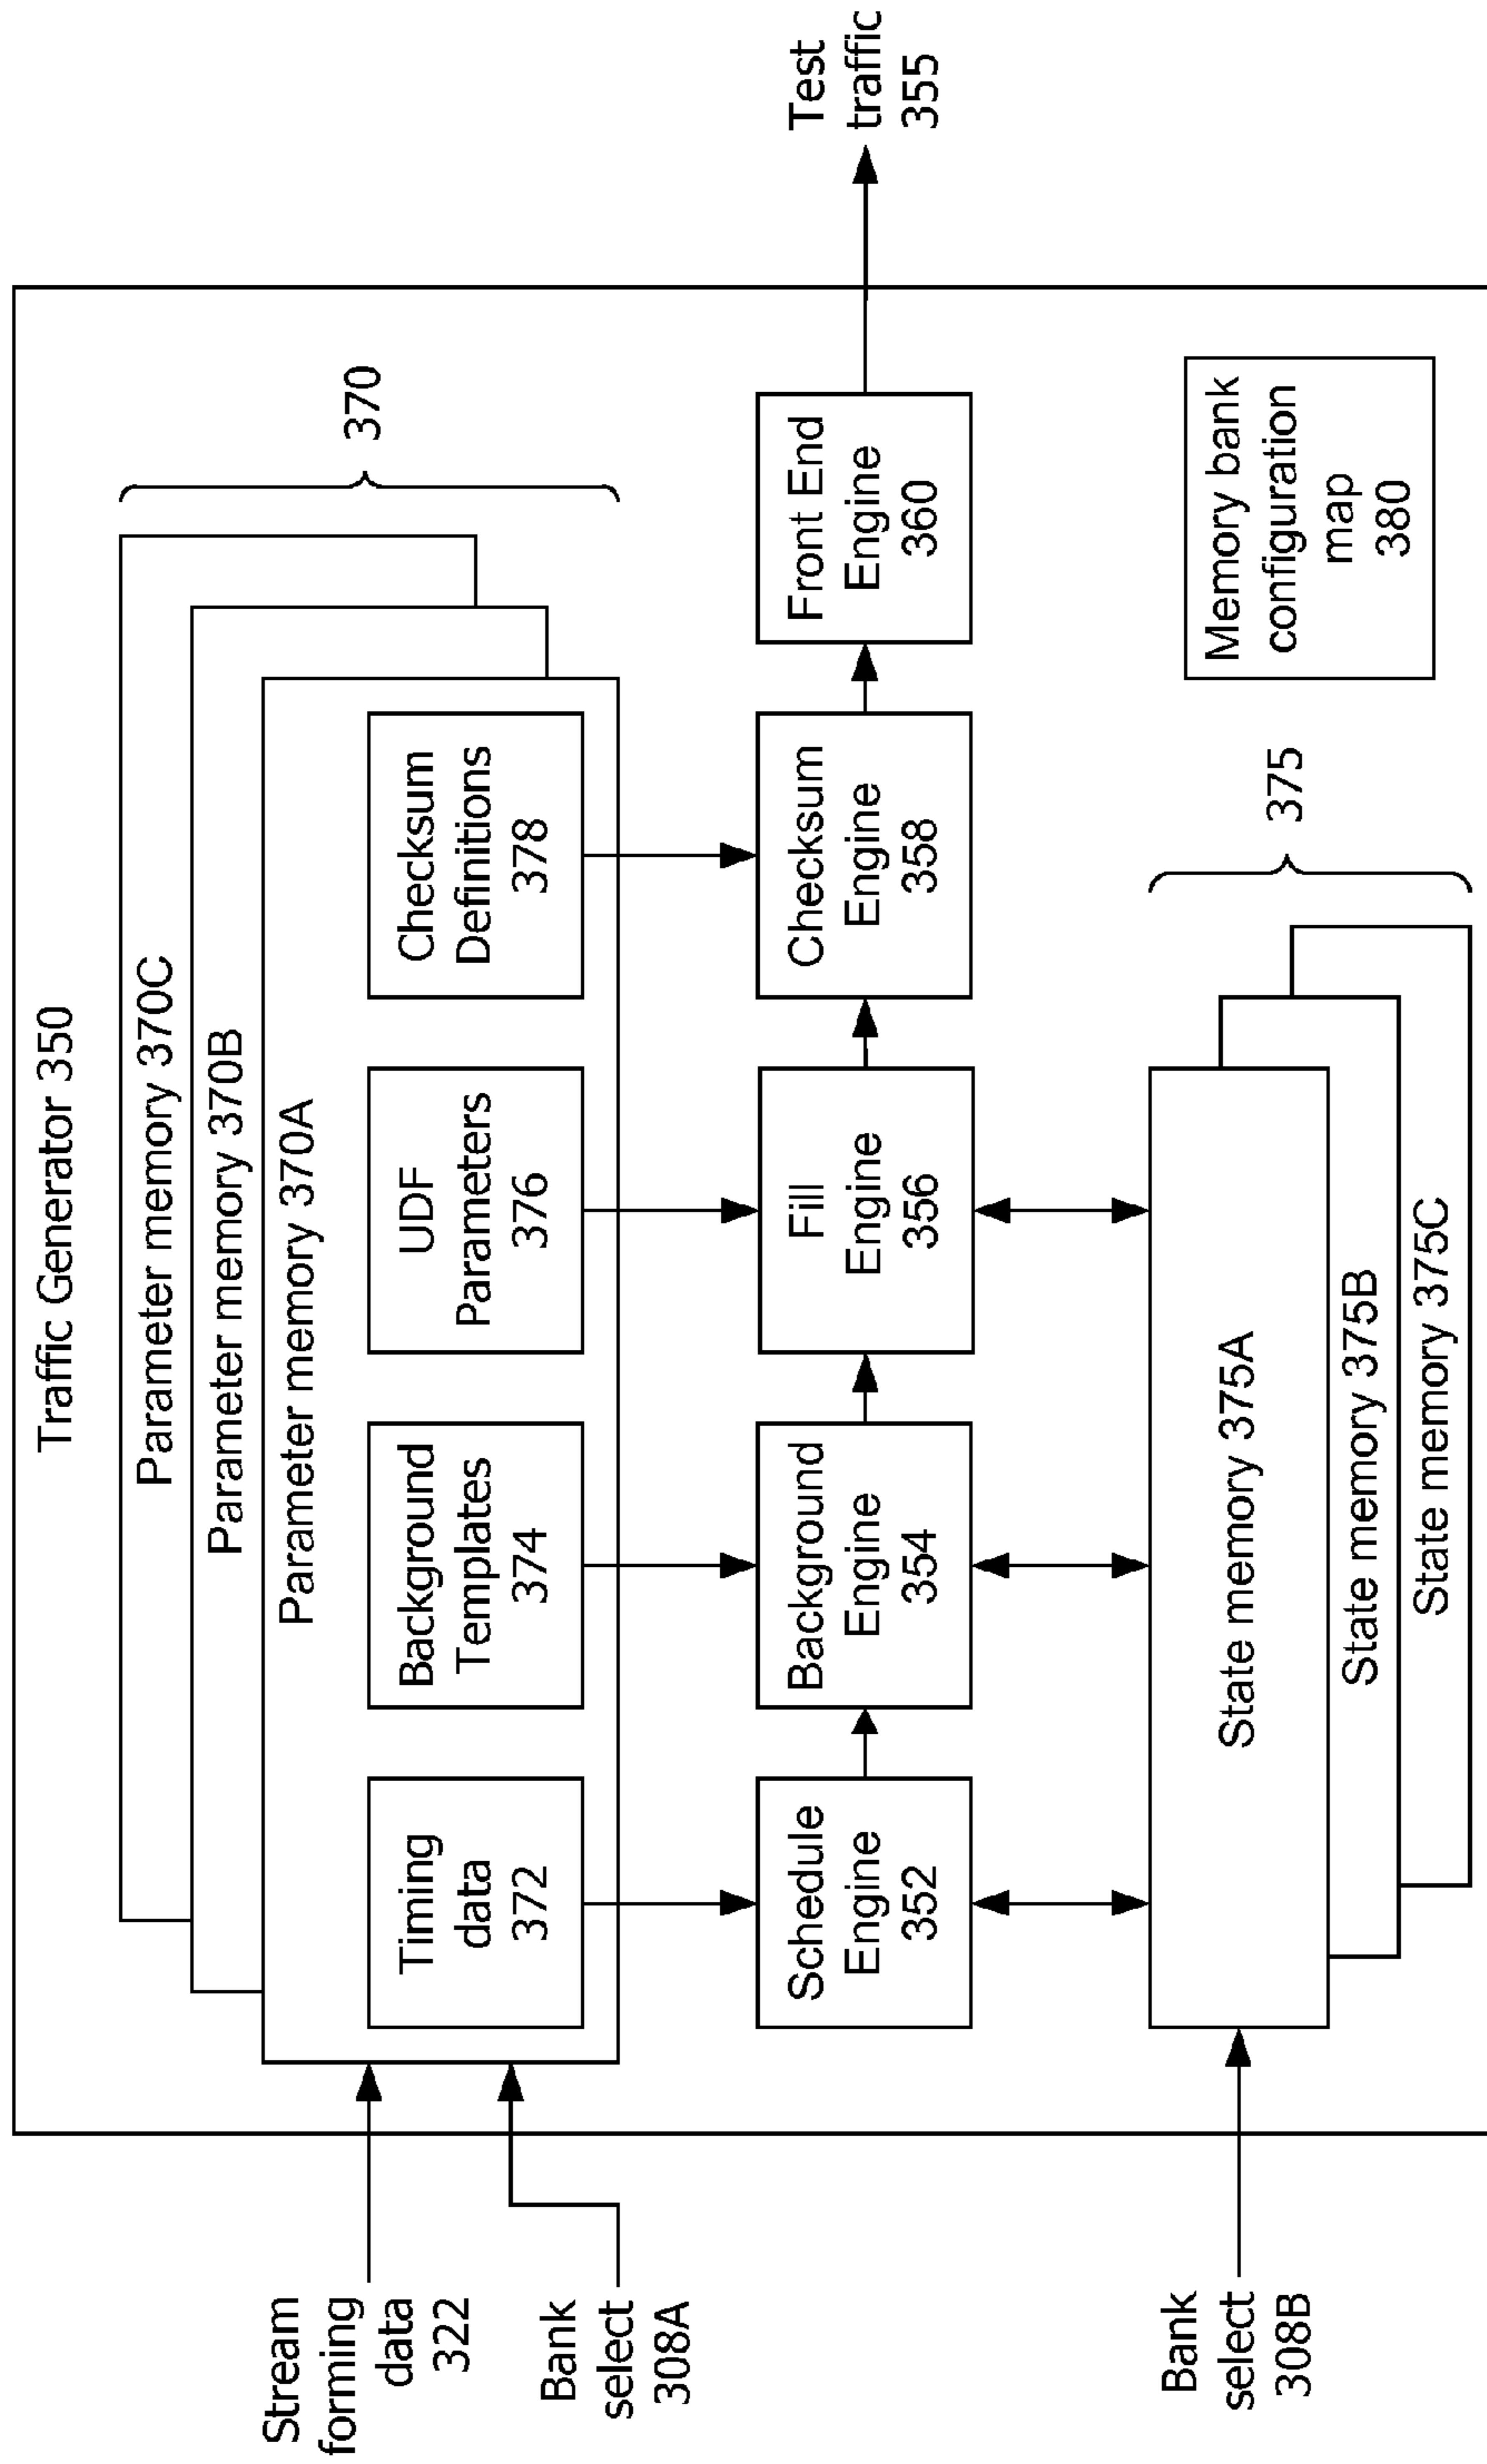 Traffic Generator 350
Parameter memory 370C
Parameter memory 370B
Parameter memory 370A
370
Stream
forming
data
322
Bank
select
308A
Timing
data
372
Background
Templates
374
UDF
Parameters
376
Checksum
Definitions
378
Schedule
Engine
352
Background
Engine
354
Fill
Engine
356
Checksum
Engine
358
Front End
Engine
360
Test
traffic
355
Bank
select
308B
State memory 375A
State memory 375B
State memory 375C
375
Memory bank
configuration
map
380